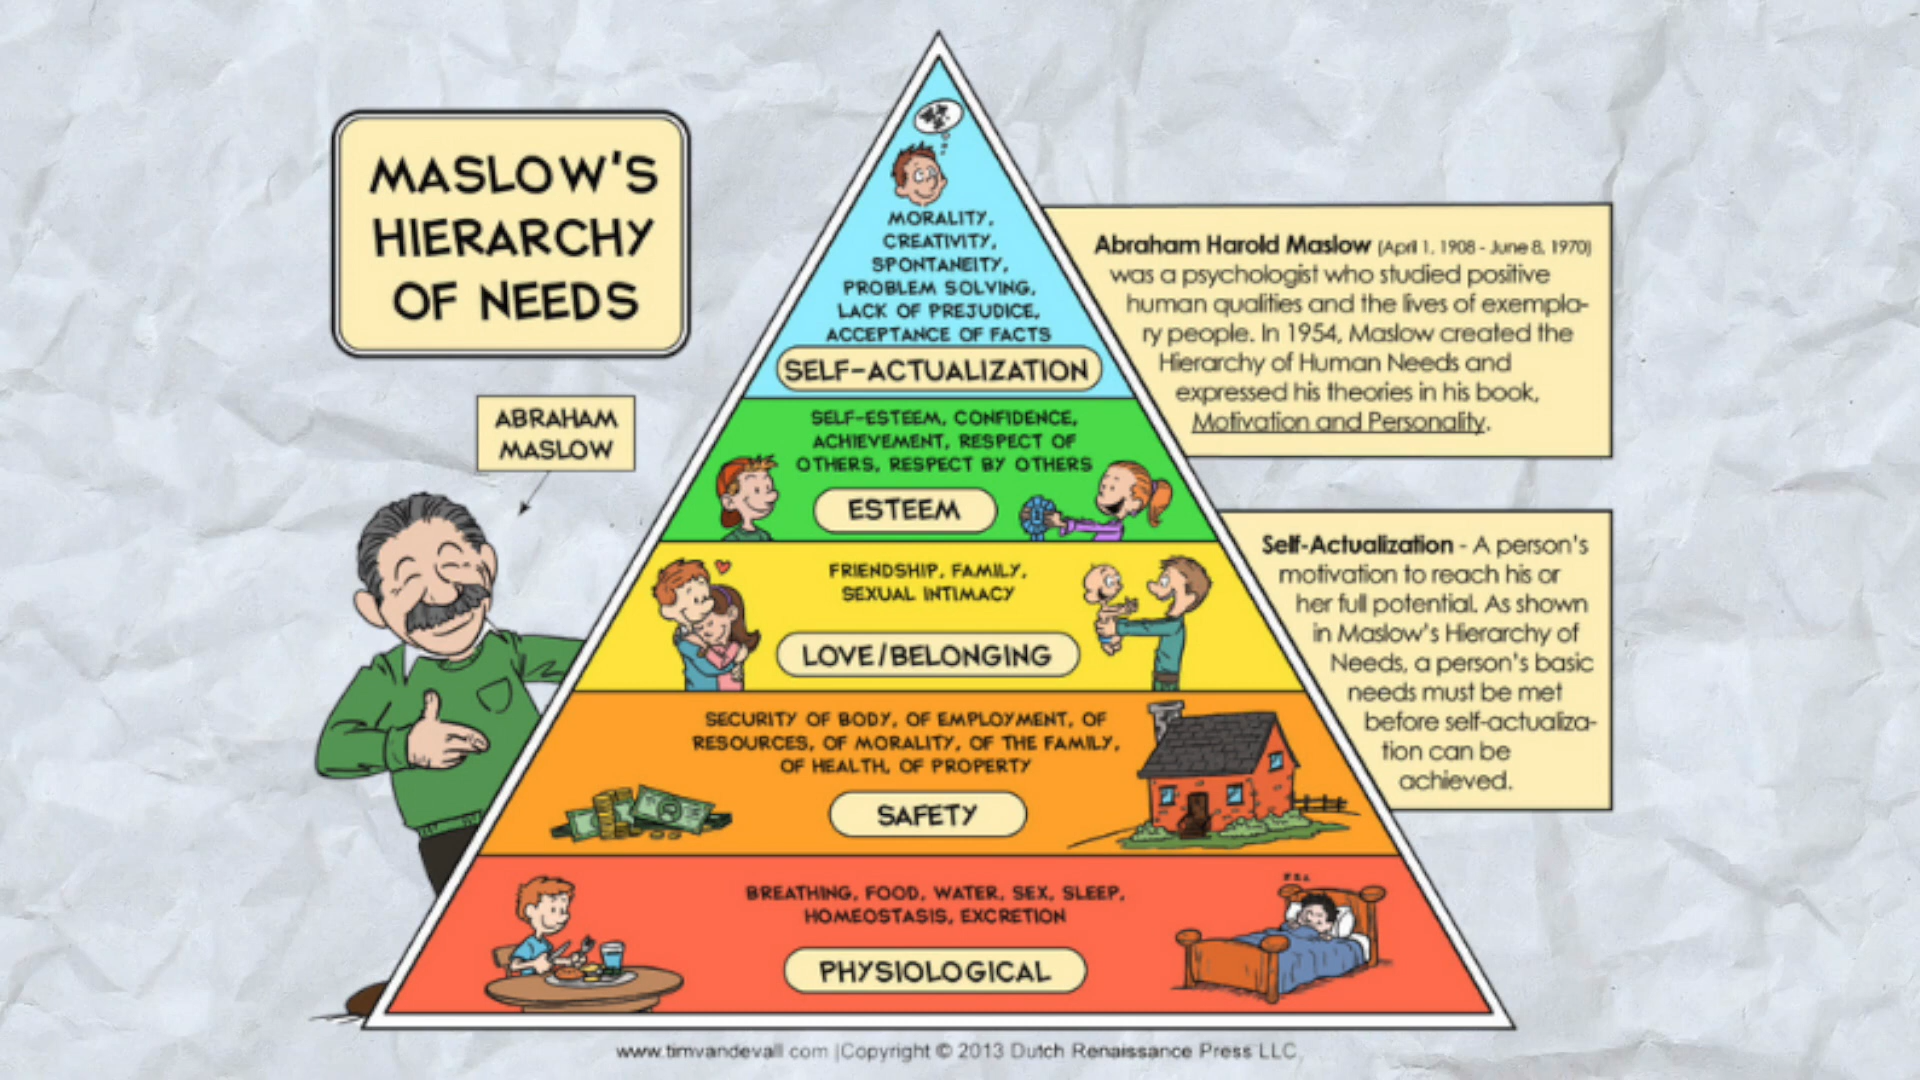 MASLOW'S
HIERARCHY
OF NEEDS
ABRAHAM
MASLOW
MORALITY,
CREATIVITY,
SPONTANEITY,
PROBLEM SOLVING,
LACK OF PREJUDICE,
ACCEPTANCE OF FACTS
SELF-ACTUALIZATION
SELF-ESTEEM, CONFIDENCE,
ACHIEVEMENT, RESPECT OF
OTHERS, RESPECT BY OTHERS
ESTEEM
FRIENDSHIP, FAMILY,
SEXUAL INTIMACY
LOVE/BELONGING
SECURITY OF BODY, OF EMPLOYMENT, OF
RESOURCES, OF MORALITY, OF THE FAMILY,
OF HEALTH, OF PROPERTY
SAFETY
BREATHING, FOOD, WATER, SEX, SLEEP,
HOMEOSTASIS, EXCRETION
PHYSIOLOGICAL
Abraham Harold Maslow (April 1, 1908 - June 8, 1970)
was a psychologist who studied positive
human qualities and the lives of exempla-
ry people. In 1954, Maslow created the
Hierarchy of Human Needs and
expressed his theories in his book,
Motivation and Personality.
Self-Actualization - A person's
motivation to reach his or
her full potential. As shown
in Maslow's Hierarchy of
Needs, a person's basic
needs must be met
before self-actualiza-
tion can be
achieved.
www.timvandevall.com |Copyright © 2013 Dutch Renaissance Press LLC.